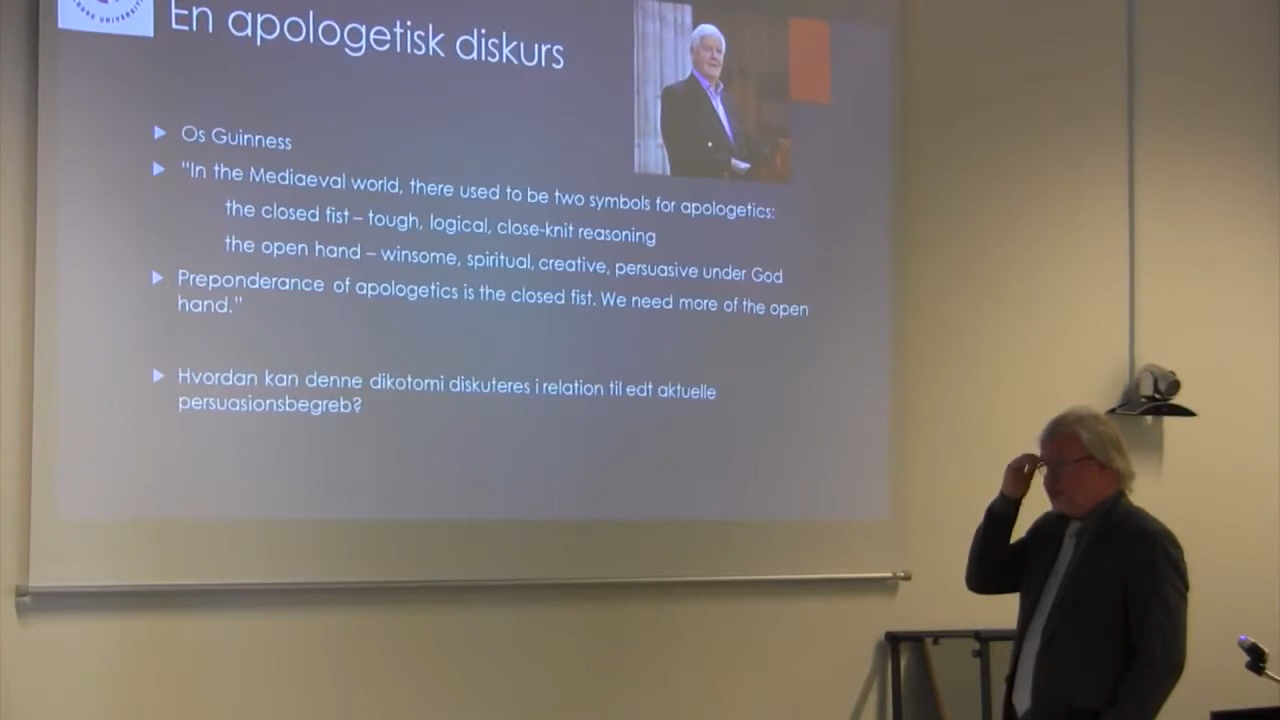 En apologetisk diskurs
Os Guinness
"In the Mediaeval world, there used to be two symbols for apologetics:
the closed fist – tough, logical, close-knit reasoning
the open hand – winsome, spiritual, creative, persuasive under God
Preponderance of apologetics is the closed fist. We need more of the open
hand."
Hvordan kan denne dikotomi diskuteres i relation til edt aktuelle
persuasionsbegreb?